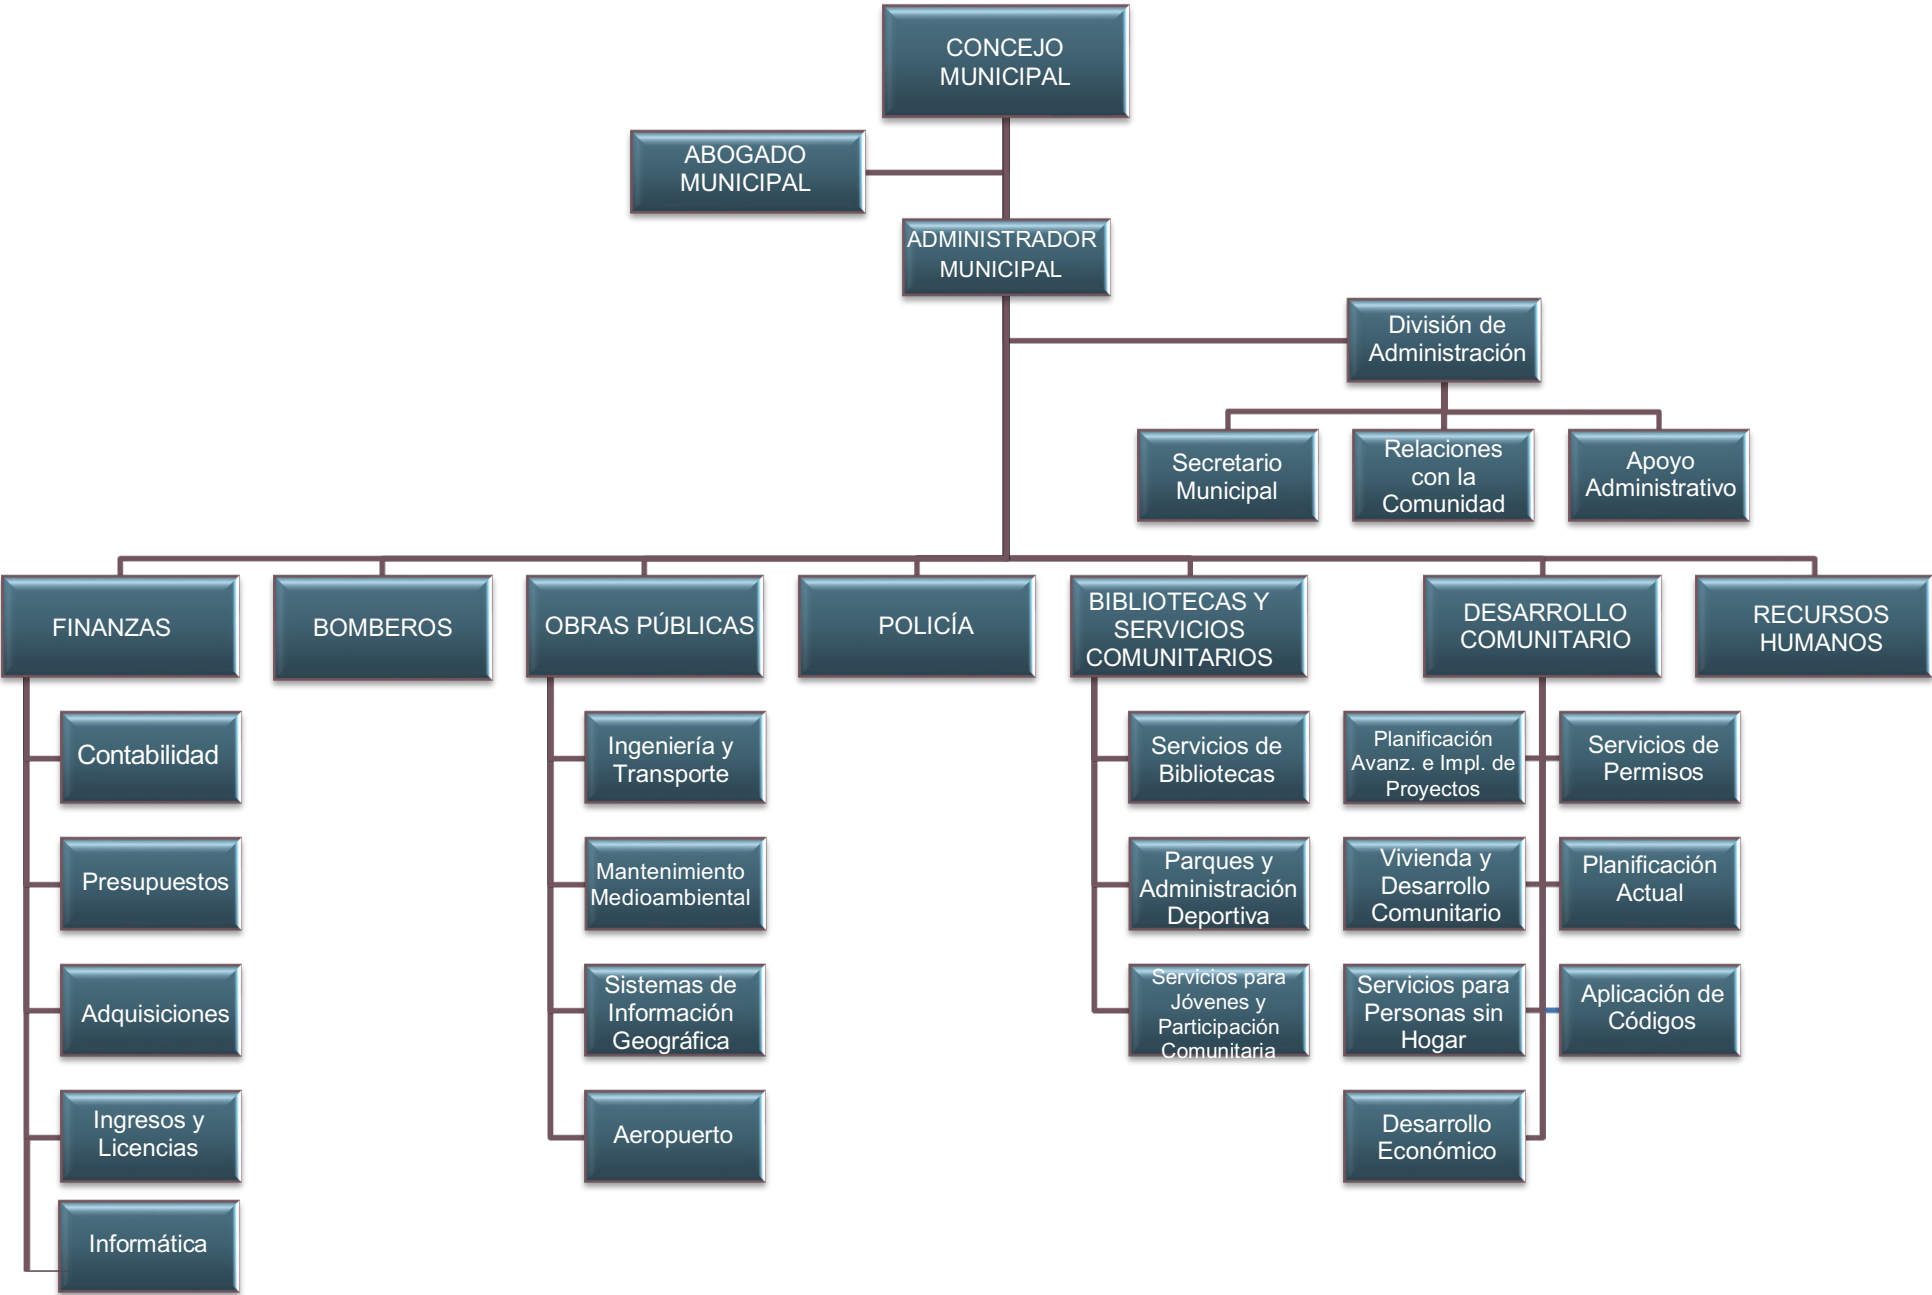 CONCEJO
MUNICIPAL
ABOGADO
MUNICIPAL
ADMINISTRADOR
MUNICIPAL
División de
Administración
Secretario
Municipal
Relaciones
con la
Comunidad
Apoyo
Administrativo
FINANZAS
BOMBEROS
OBRAS PÚBLICAS
POLICÍA
BIBLIOTECAS Y
SERVICIOS
COMUNITARIOS
DESARROLLO
COMUNITARIO
RECURSOS
HUMANOS
Contabilidad
Presupuestos
Adquisiciones
Ingresos y
Licencias
Informática
Ingeniería y
Transporte
Mantenimiento
Medioambiental
Sistemas de
Información
Geográfica
Aeropuerto
Servicios de
Bibliotecas
Parques y
Administración
Deportiva
Servicios para
Jóvenes y
Participación
Comunitaria
Planificación
Avanz. e Impl. de
Proyectos
Vivienda y
Desarrollo
Comunitario
Servicios para
Personas sin
Hogar
Desarrollo
Económico
Servicios de
Permisos
Planificación
Actual
Aplicación de
Códigos